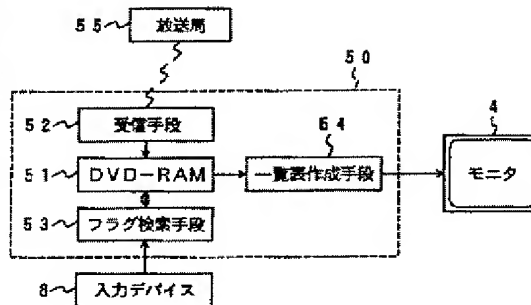 55 放送局
50
52 受信手段
54
4
51 DVD-RAM
一覧表作成手段
モニタ
53 フラグ検索手段
8 入力デバイス